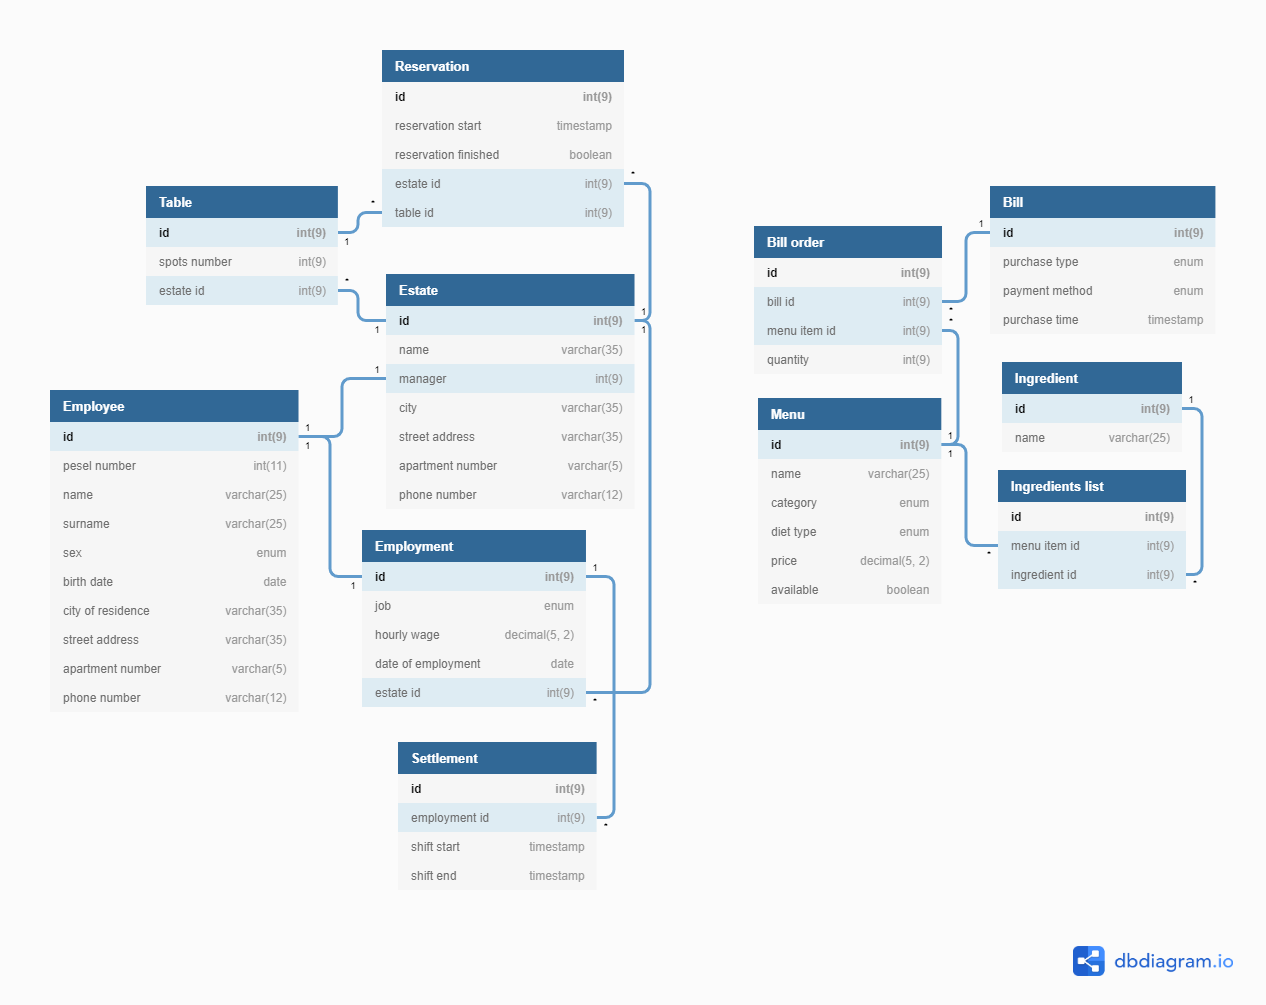 Reservation
id int(9)
reservation start timestamp
reservation finished boolean
estate id int(9)
table id int(9)
Table
id int(9)
spots number int(9)
estate id int(9)
Estate
id int(9)
name varchar(35)
manager int(9)
city varchar(35)
street address varchar(35)
apartment number varchar(5)
phone number varchar(12)
Employee
id int(9)
pesel number int(11)
name varchar(25)
surname varchar(25)
sex enum
birth date date
city of residence varchar(35)
street address varchar(35)
apartment number varchar(5)
phone number varchar(12)
Employment
id int(9)
job enum
hourly wage decimal(5, 2)
date of employment date
estate id int(9)
Settlement
id int(9)
employment id int(9)
shift start timestamp
shift end timestamp
* 1
* 1
* 1
1 1
1 1
1 *
1 *
Bill order
id int(9)
bill id int(9)
menu item id int(9)
quantity int(9)
Bill
id int(9)
purchase type enum
payment method enum
purchase time timestamp
Menu
id int(9)
name varchar(25)
category enum
diet type enum
price decimal(5, 2)
available boolean
Ingredient
id int(9)
name varchar(25)
Ingredients list
id int(9)
menu item id int(9)
ingredient id int(9)
1 *
* 1
1 *
1 *
dbdiagram.io